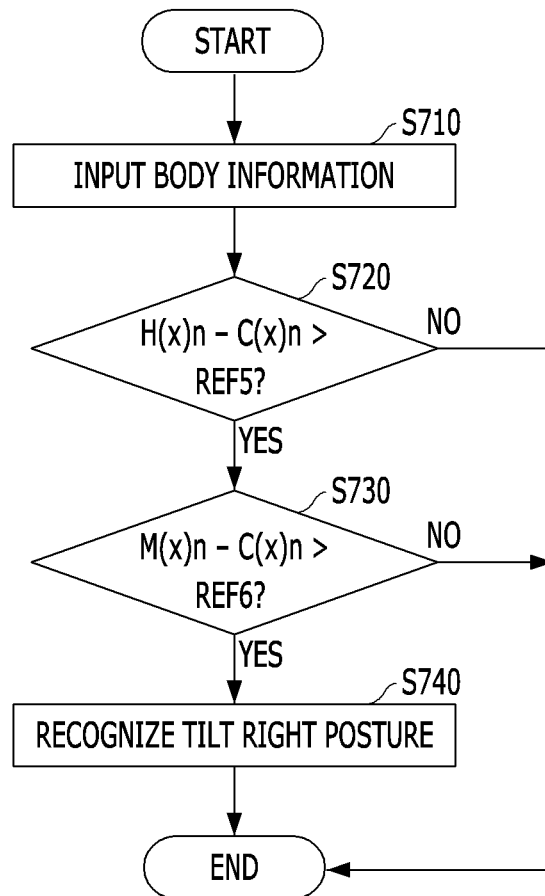 START
S710
INPUT BODY INFORMATION
S720
H(x)n – C(x)n >
REF5?
NO
YES
S730
M(x)n – C(x)n >
REF6?
NO
YES
S740
RECOGNIZE TILT RIGHT POSTURE
END